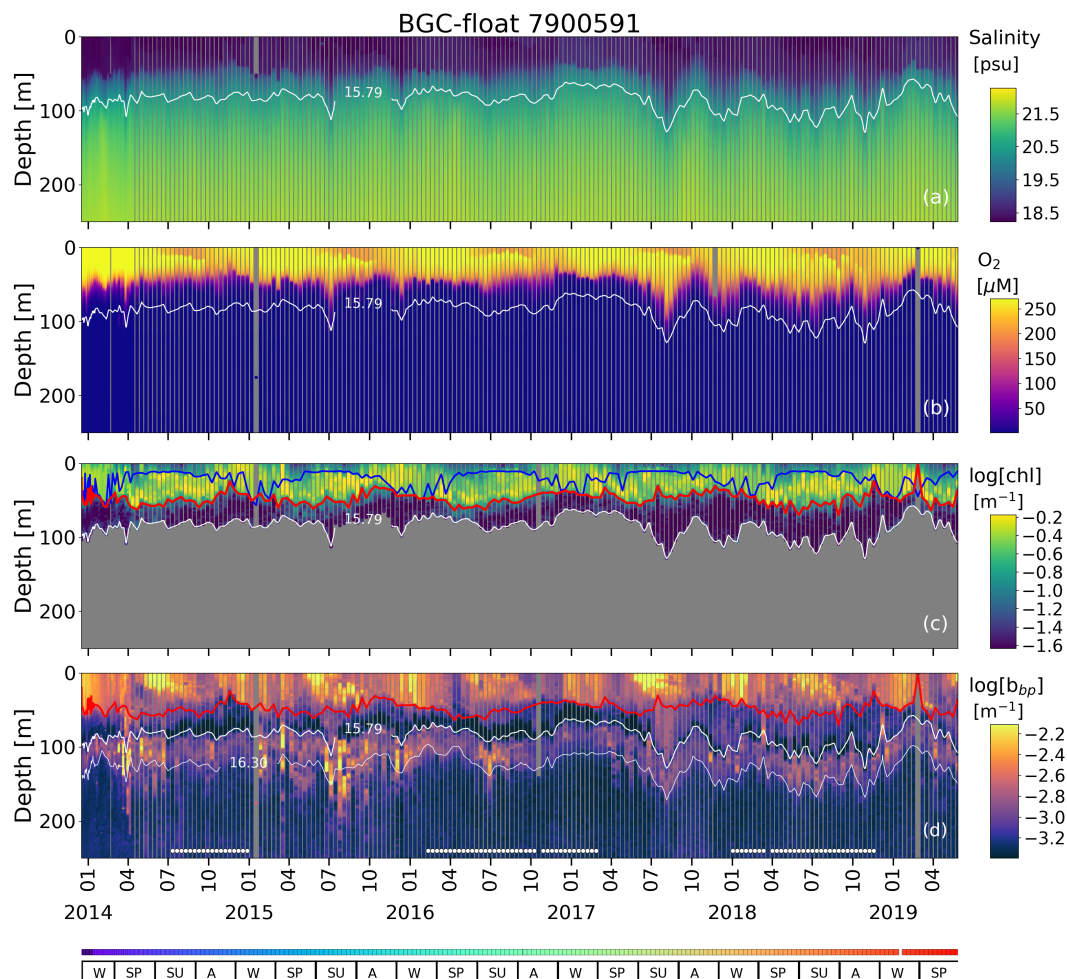 BGC-float 7900591
0
100
200
Depth [m]
15.79
(a)
Salinity
[psu]
21.5
20.5
19.5
18.5
0
100
200
Depth [m]
15.79
(b)
O₂
[μM]
250
200
150
100
50
0
100
200
Depth [m]
15.79
(c)
log[chl]
[m⁻¹]
−0.2
−0.4
−0.6
−0.8
−1.0
−1.2
−1.4
−1.6
0
100
200
Depth [m]
15.79
16.30
(d)
log[b_bp]
[m⁻¹]
−2.2
−2.4
−2.6
−2.8
−3.0
−3.2
01 04 07 10 01 04 07 10 01 04 07 10 01 04 07 10 01 04 07 10 01 04
2014 2015 2016 2017 2018 2019
W SP SU A W SP SU A W SP SU A W SP SU A W SP SU A W SP